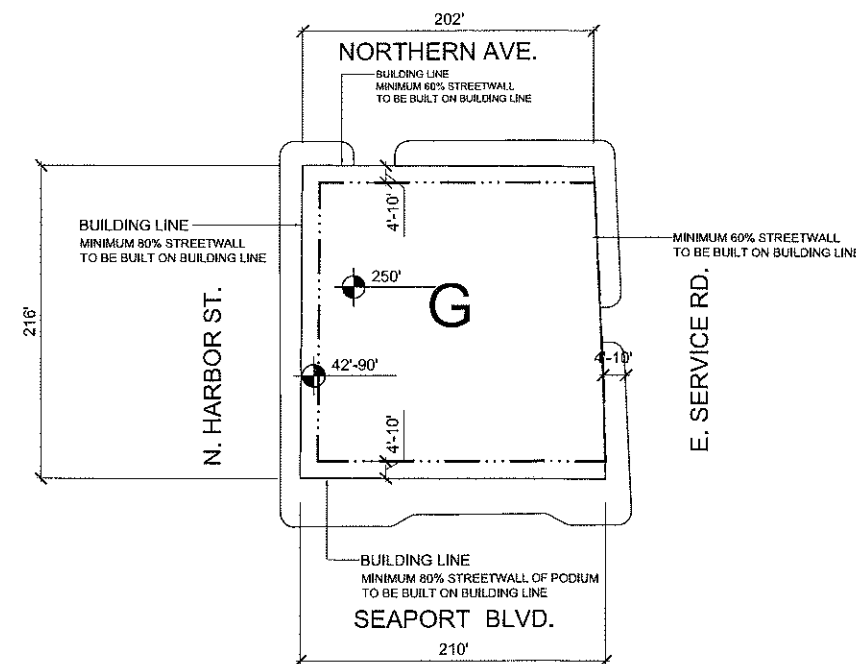 202'
NORTHERN AVE.
BUILDING LINE
MINIMUM 60% STREETWALL
TO BE BUILT ON BUILDING LINE
4'-10'
BUILDING LINE
MINIMUM 80% STREETWALL
TO BE BUILT ON BUILDING LINE
MINIMUM 60% STREETWALL
TO BE BUILT ON BUILDING LINE
250'
G
216'
N. HARBOR ST.
E. SERVICE RD.
42'-90'
4'-10'
4'-10'
BUILDING LINE
MINIMUM 80% STREETWALL OF PODIUM
TO BE BUILT ON BUILDING LINE
SEAPORT BLVD.
210'